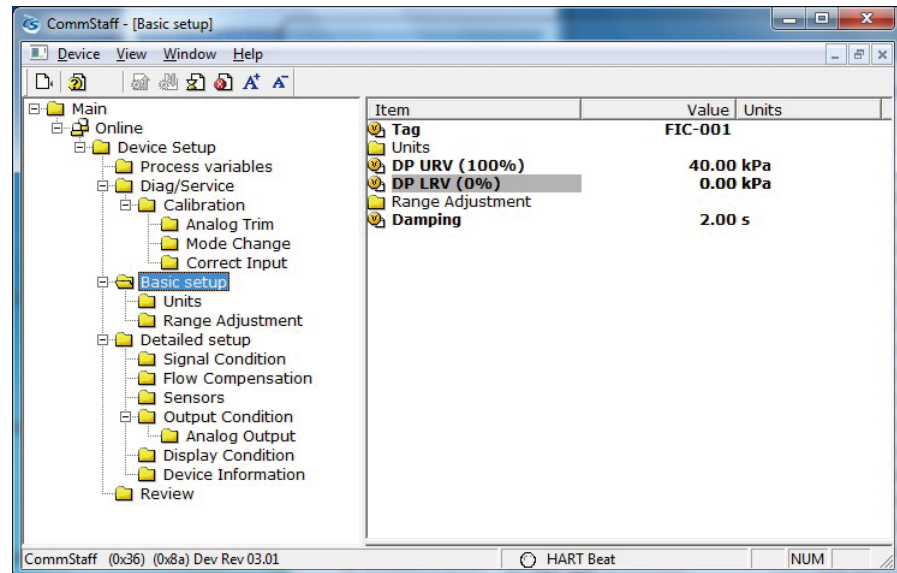 CommStaff - [Basic setup]
Device View Window Help
Main
Online
Device Setup
Process variables
Diag/Service
Calibration
Analog Trim
Mode Change
Correct Input
Basic setup
Units
Range Adjustment
Detailed setup
Signal Condition
Flow Compensation
Sensors
Output Condition
Analog Output
Display Condition
Device Information
Review
Item Value Units
Tag FIC-001
Units
DP URV (100%) 40.00 kPa
DP LRV (0%) 0.00 kPa
Range Adjustment
Damping 2.00 s
CommStaff (0x36) (0x8a) Dev Rev 03.01 HART Beat NUM